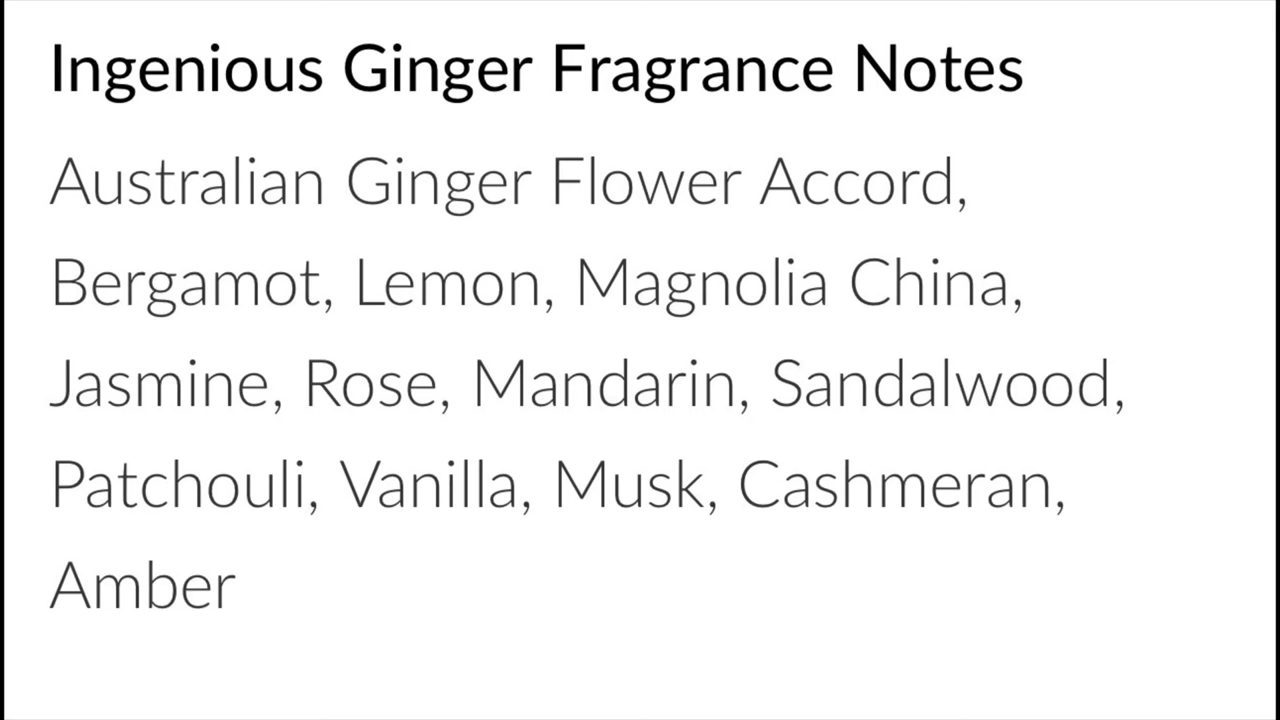 Ingenious Ginger Fragrance Notes
Australian Ginger Flower Accord,
Bergamot, Lemon, Magnolia China,
Jasmine, Rose, Mandarin, Sandalwood,
Patchouli, Vanilla, Musk, Cashmeran,
Amber